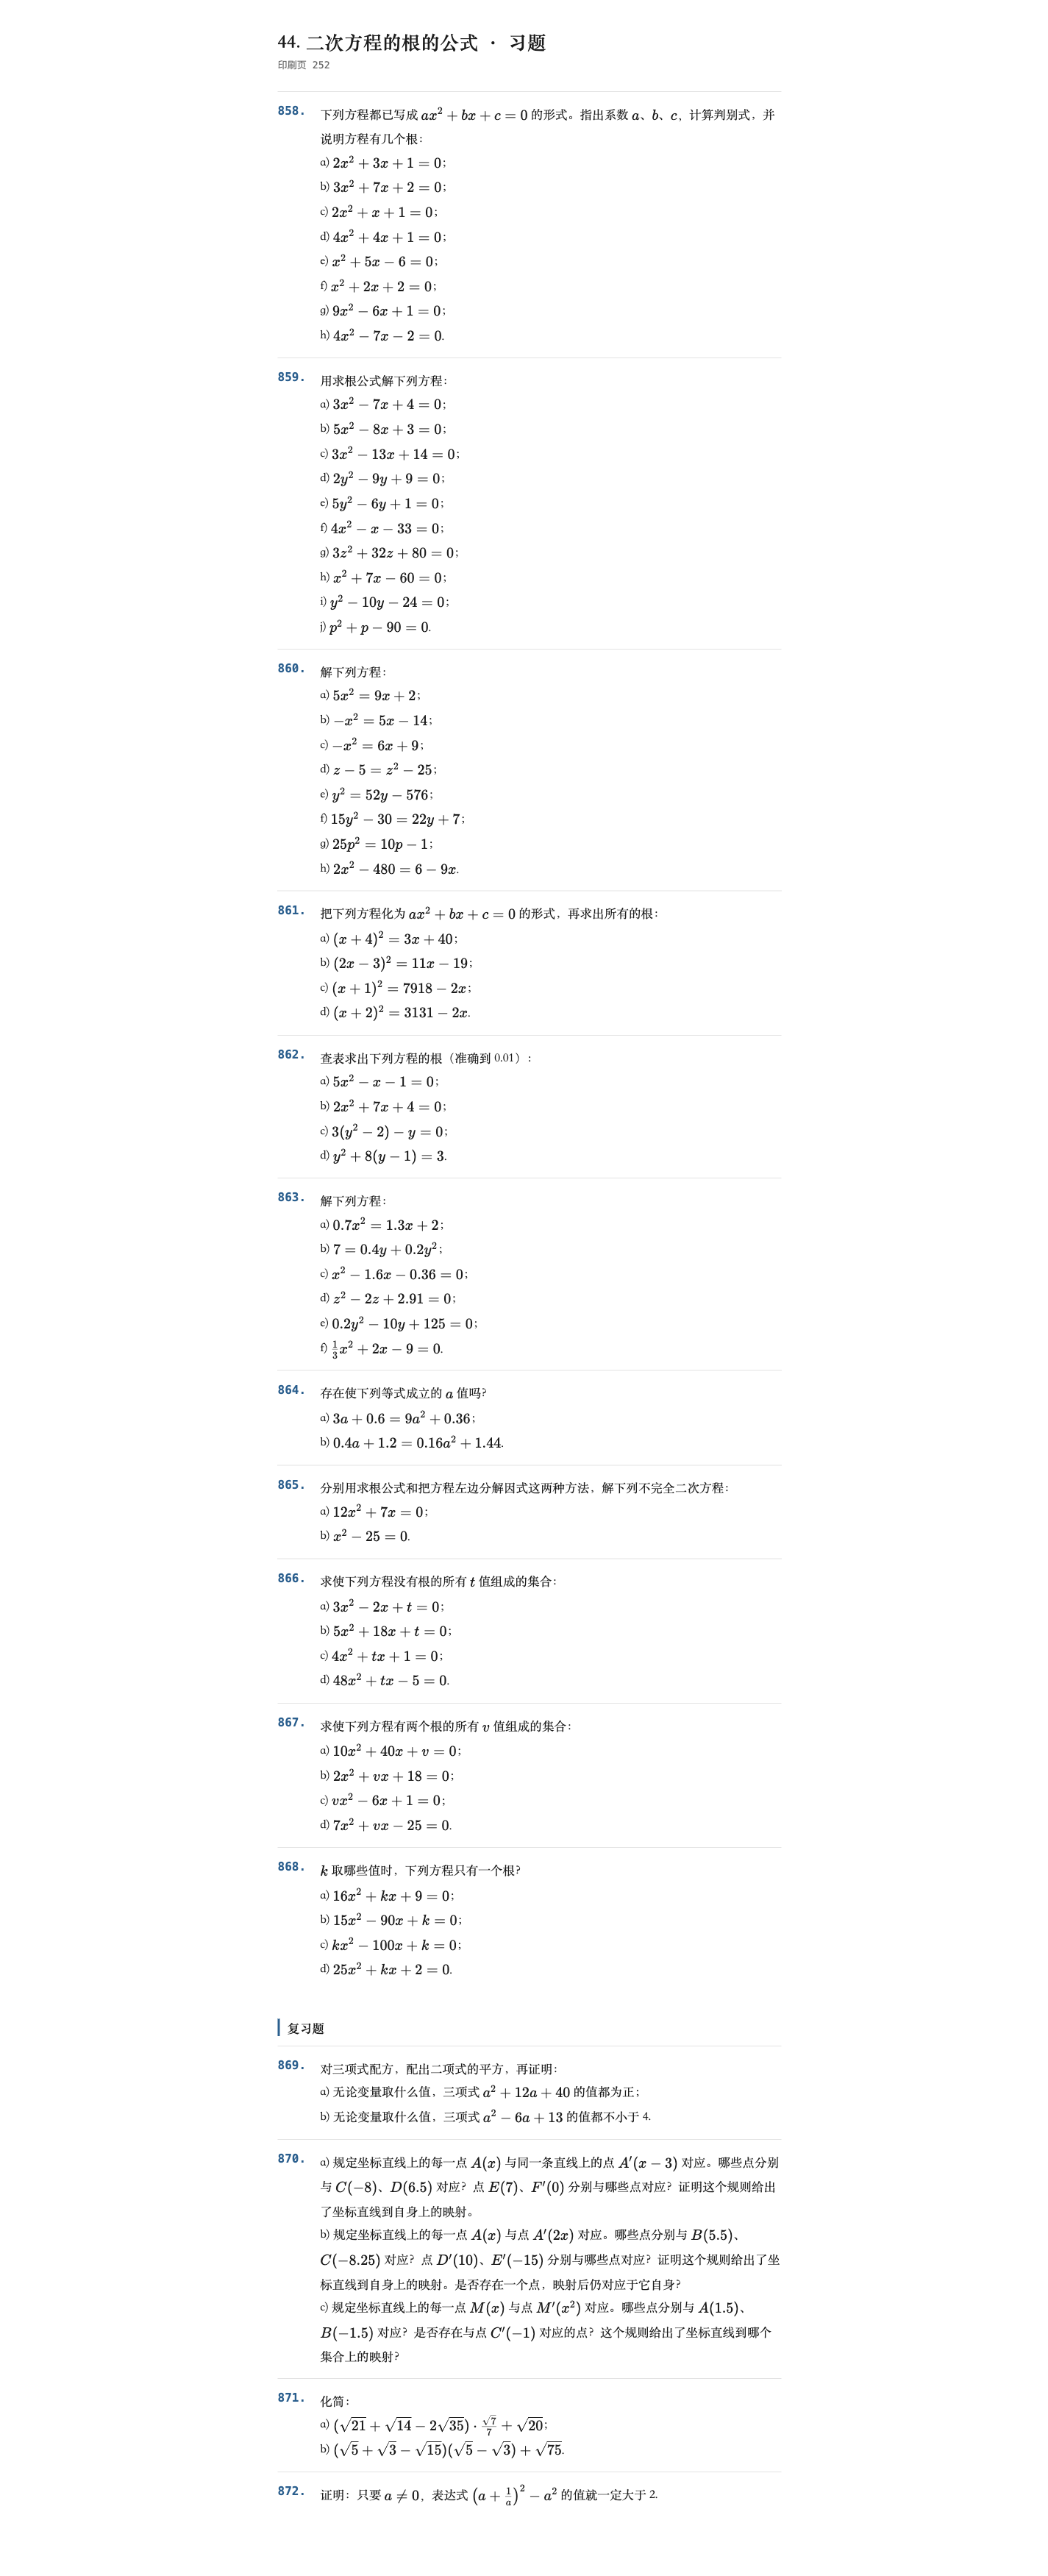 44. 二次方程的根的公式 · 习题
印刷页 252
858. 下列方程都已写成 ax² + bx + c = 0 的形式。指出系数 a、b、c，计算判别式，并
说明方程有几个根：
a) 2x² + 3x + 1 = 0；
b) 3x² + 7x + 2 = 0；
c) 2x² + x + 1 = 0；
d) 4x² + 4x + 1 = 0；
e) x² + 5x − 6 = 0；
f) x² + 2x + 2 = 0；
g) 9x² − 6x + 1 = 0；
h) 4x² − 7x − 2 = 0.
859. 用求根公式解下列方程：
a) 3x² − 7x + 4 = 0；
b) 5x² − 8x + 3 = 0；
c) 3x² − 13x + 14 = 0；
d) 2y² − 9y + 9 = 0；
e) 5y² − 6y + 1 = 0；
f) 4x² − x − 33 = 0；
g) 3z² + 32z + 80 = 0；
h) x² + 7x − 60 = 0；
i) y² − 10y − 24 = 0；
j) p² + p − 90 = 0.
860. 解下列方程：
a) 5x² = 9x + 2；
b) −x² = 5x − 14；
c) −x² = 6x + 9；
d) z − 5 = z² − 25；
e) y² = 52y − 576；
f) 15y² − 30 = 22y + 7；
g) 25p² = 10p − 1；
h) 2x² − 480 = 6 − 9x.
861. 把下列方程化为 ax² + bx + c = 0 的形式，再求出所有的根：
a) (x + 4)² = 3x + 40；
b) (2x − 3)² = 11x − 19；
c) (x + 1)² = 7918 − 2x；
d) (x + 2)² = 3131 − 2x.
862. 查表求出下列方程的根（准确到 0.01）：
a) 5x² − x − 1 = 0；
b) 2x² + 7x + 4 = 0；
c) 3(y² − 2) − y = 0；
d) y² + 8(y − 1) = 3.
863. 解下列方程：
a) 0.7x² = 1.3x + 2；
b) 7 = 0.4y + 0.2y²；
c) x² − 1.6x − 0.36 = 0；
d) z² − 2z + 2.91 = 0；
e) 0.2y² − 10y + 125 = 0；
f) 1/3 x² + 2x − 9 = 0.
864. 存在使下列等式成立的 a 值吗？
a) 3a + 0.6 = 9a² + 0.36；
b) 0.4a + 1.2 = 0.16a² + 1.44.
865. 分别用求根公式和把方程左边分解因式这两种方法，解下列不完全二次方程：
a) 12x² + 7x = 0；
b) x² − 25 = 0.
866. 求使下列方程没有根的所有 t 值组成的集合：
a) 3x² − 2x + t = 0；
b) 5x² + 18x + t = 0；
c) 4x² + tx + 1 = 0；
d) 48x² + tx − 5 = 0.
867. 求使下列方程有两个根的所有 v 值组成的集合：
a) 10x² + 40x + v = 0；
b) 2x² + vx + 18 = 0；
c) vx² − 6x + 1 = 0；
d) 7x² + vx − 25 = 0.
868. k 取哪些值时，下列方程只有一个根？
a) 16x² + kx + 9 = 0；
b) 15x² − 90x + k = 0；
c) kx² − 100x + k = 0；
d) 25x² + kx + 2 = 0.
复习题
869. 对三项式配方，配出二项式的平方，再证明：
a) 无论变量取什么值，三项式 a² + 12a + 40 的值都为正；
b) 无论变量取什么值，三项式 a² − 6a + 13 的值都不小于 4.
870. a) 规定坐标直线上的每一点 A(x) 与同一条直线上的点 A′(x − 3) 对应。哪些点分别
与 C(−8)、D(6.5) 对应？点 E(7)、F′(0) 分别与哪些点对应？证明这个规则给出
了坐标直线到自身上的映射。
b) 规定坐标直线上的每一点 A(x) 与点 A′(2x) 对应。哪些点分别与 B(5.5)、
C(−8.25) 对应？点 D′(10)、E′(−15) 分别与哪些点对应？证明这个规则给出了坐
标直线到自身上的映射。是否存在一个点，映射后仍对应于它自身？
c) 规定坐标直线上的每一点 M(x) 与点 M′(x²) 对应。哪些点分别与 A(1.5)、
B(−1.5) 对应？是否存在与点 C′(−1) 对应的点？这个规则给出了坐标直线到哪个
集合上的映射？
871. 化简：
a) (√21 + √14 − 2√35) · √7/7 + √20；
b) (√5 + √3 − √15)(√5 − √3) + √75.
872. 证明：只要 a ≠ 0，表达式 (a + 1/a)² − a² 的值就一定大于 2.